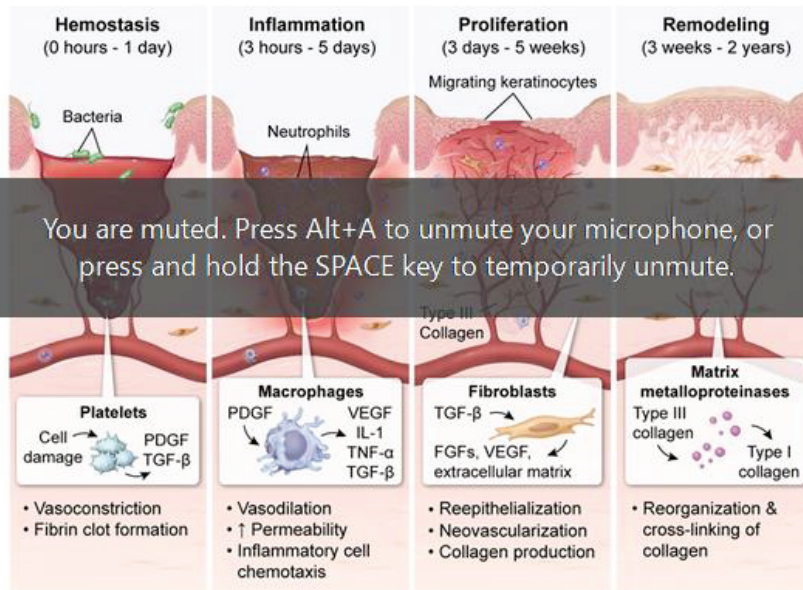 Hemostasis
(0 hours - 1 day)
Bacteria
Platelets
Cell
damage
PDGF
TGF-β
• Vasoconstriction
• Fibrin clot formation
Inflammation
(3 hours - 5 days)
Neutrophils
Macrophages
PDGF
VEGF
IL-1
TNF-α
TGF-β
• Vasodilation
• ↑ Permeability
• Inflammatory cell
chemotaxis
Proliferation
(3 days - 5 weeks)
Migrating keratinocytes
Type III
Collagen
Fibroblasts
TGF-β
FGFs, VEGF,
extracellular matrix
• Reepithelialization
• Neovascularization
• Collagen production
Remodeling
(3 weeks - 2 years)
Matrix
metalloproteinases
Type III
collagen
Type I
collagen
• Reorganization &
cross-linking of
collagen
You are muted. Press Alt+A to unmute your microphone, or
press and hold the SPACE key to temporarily unmute.